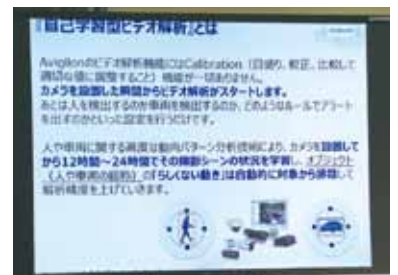 「自己学習型ビデオ解析」とは
Avigilonのビデオ解析機能にはCalibration（目盛り、較正、比較して
適切な値に調整すること）機能が一切ありません。
カメラを設置した瞬間からビデオ解析がスタートします。
あとは人を検出するのか車両を検出するのか、どのようなルールでアラート
を出すのかといった設定を行うだけです。
人や車両に関する高度な動向パターン分析技術により、カメラを設置して
から12時間～24時間でその撮影シーンの状況を学習し、オブジェクト
（人や車両の総称）の「らしくない動き」は自動的に対象から排除して
解析精度を上げていきます。